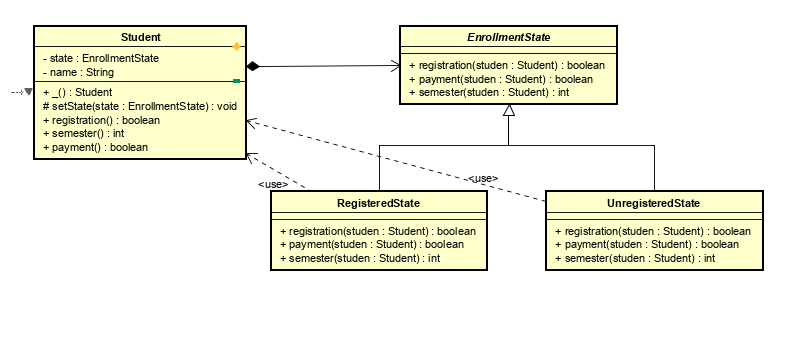 Student
- state : EnrollmentState
- name : String
+ _() : Student
# setState(state : EnrollmentState) : void
+ registration() : boolean
+ semester() : int
+ payment() : boolean
EnrollmentState
+ registration(studen : Student) : boolean
+ payment(studen : Student) : boolean
+ semester(studen : Student) : int
<use>
<use>
RegisteredState
+ registration(studen : Student) : boolean
+ payment(studen : Student) : boolean
+ semester(studen : Student) : int
UnregisteredState
+ registration(studen : Student) : boolean
+ payment(studen : Student) : boolean
+ semester(studen : Student) : int